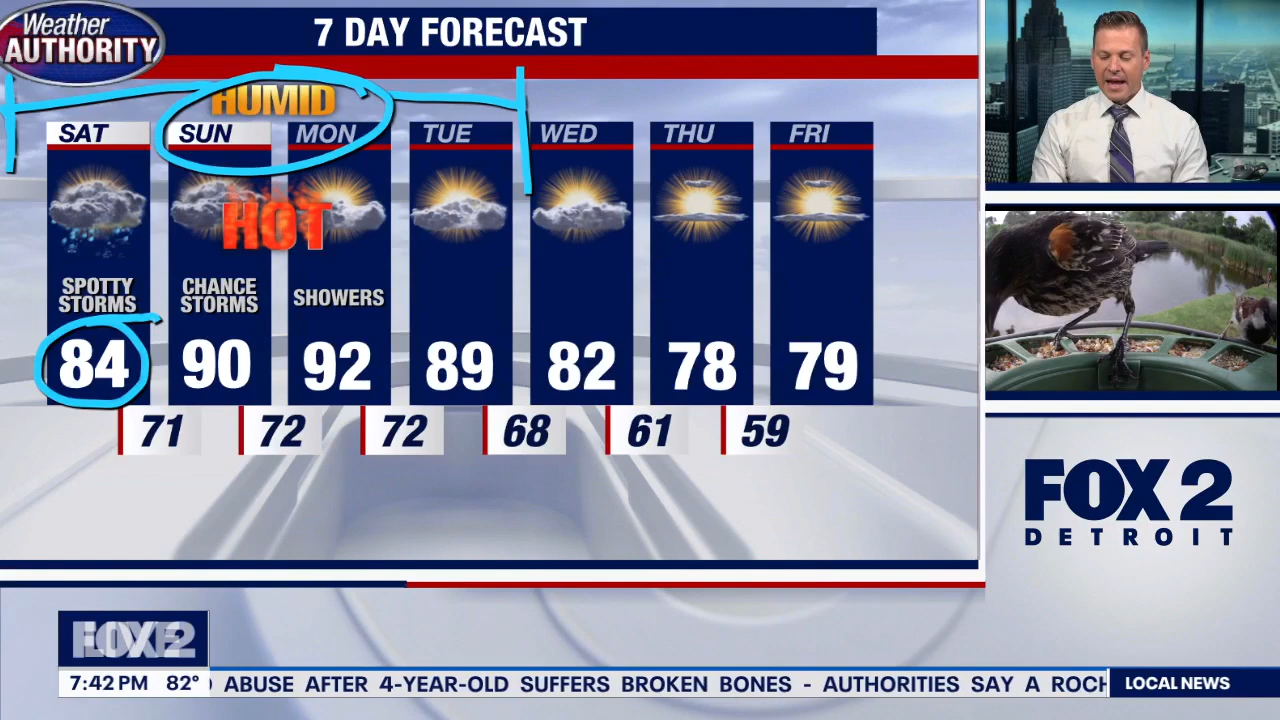 Weather
AUTHORITY
7 DAY FORECAST
HUMID
SAT SUN MON TUE WED THU FRI
HOT
SPOTTY STORMS
CHANCE STORMS
SHOWERS
84 90 92 89 82 78 79
71 72 72 68 61 59
FOX 2
DETROIT
7:42 PM 82° ABUSE AFTER 4-YEAR-OLD SUFFERS BROKEN BONES - AUTHORITIES SAY A ROCH
LOCAL NEWS